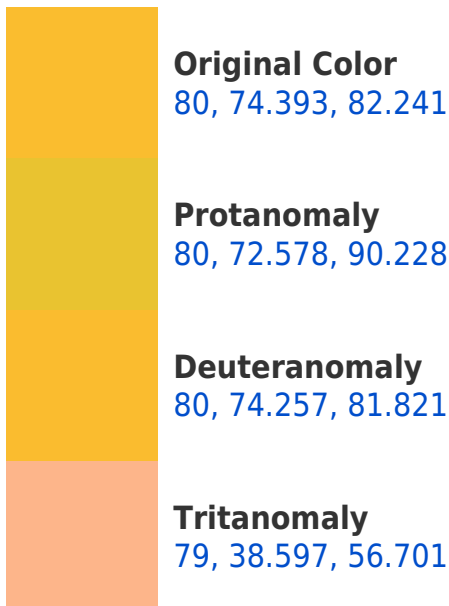 Original Color
80, 74.393, 82.241
Protanomaly
80, 72.578, 90.228
Deuteranomaly
80, 74.257, 81.821
Tritanomaly
79, 38.597, 56.701